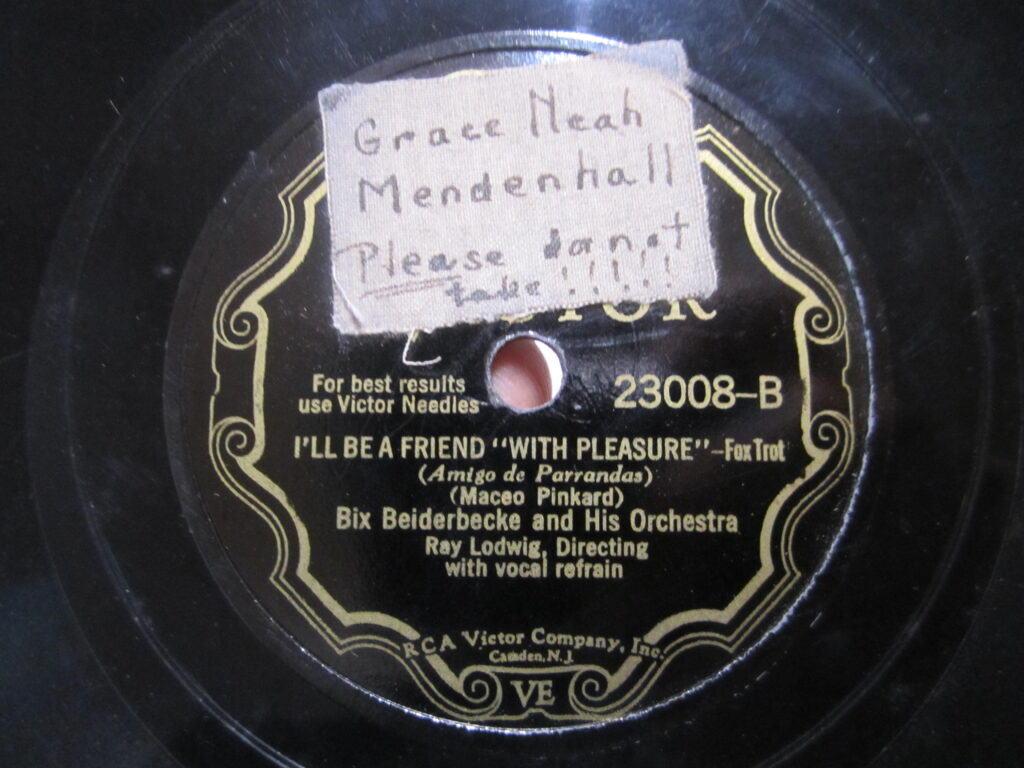 Grace Neah
Mendenhall
Please do not
take !!!!!
For best results
use Victor Needles
23008-B
I'LL BE A FRIEND "WITH PLEASURE"-Fox Trot
(Amigo de Parrandas)
(Maceo Pinkard)
Bix Beiderbecke and His Orchestra
Ray Lodwig, Directing
with vocal refrain
RCA Victor Company, Inc.
Camden, N.J.
VE